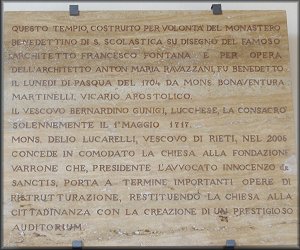 QUESTO TEMPIO, COSTRUITO PER VOLONTÀ DEL MONASTERO
BENEDETTINO DI S. SCOLASTICA SU DISEGNO DEL FAMOSO
ARCHITETTO FRANCESCO FONTANA E PER OPERA
DELL'ARCHITETTO ANTON MARIA RAVAZZANI, FU BENEDETTO
IL LUNEDI DI PASQUA DEL 1704 DA MONS. BONAVENTURA
MARTINELLI, VICARIO APOSTOLICO.
IL VESCOVO BERNARDINO GUNIGI, LUCCHESE, LA CONSACRÒ
SOLENNEMENTE IL 1° MAGGIO 1717.
MONS. DELIO LUCARELLI, VESCOVO DI RIETI, NEL 2006
CONCEDE IN COMODATO LA CHIESA ALLA FONDAZIONE
VARRONE CHE, PRESIDENTE L'AVVOCATO INNOCENZO DE
SANCTIS, PORTA A TERMINE IMPORTANTI OPERE DI
RISTRUTTURAZIONE, RESTITUENDO LA CHIESA ALLA
CITTADINANZA CON LA CREAZIONE DI UN PRESTIGIOSO
AUDITORIUM.